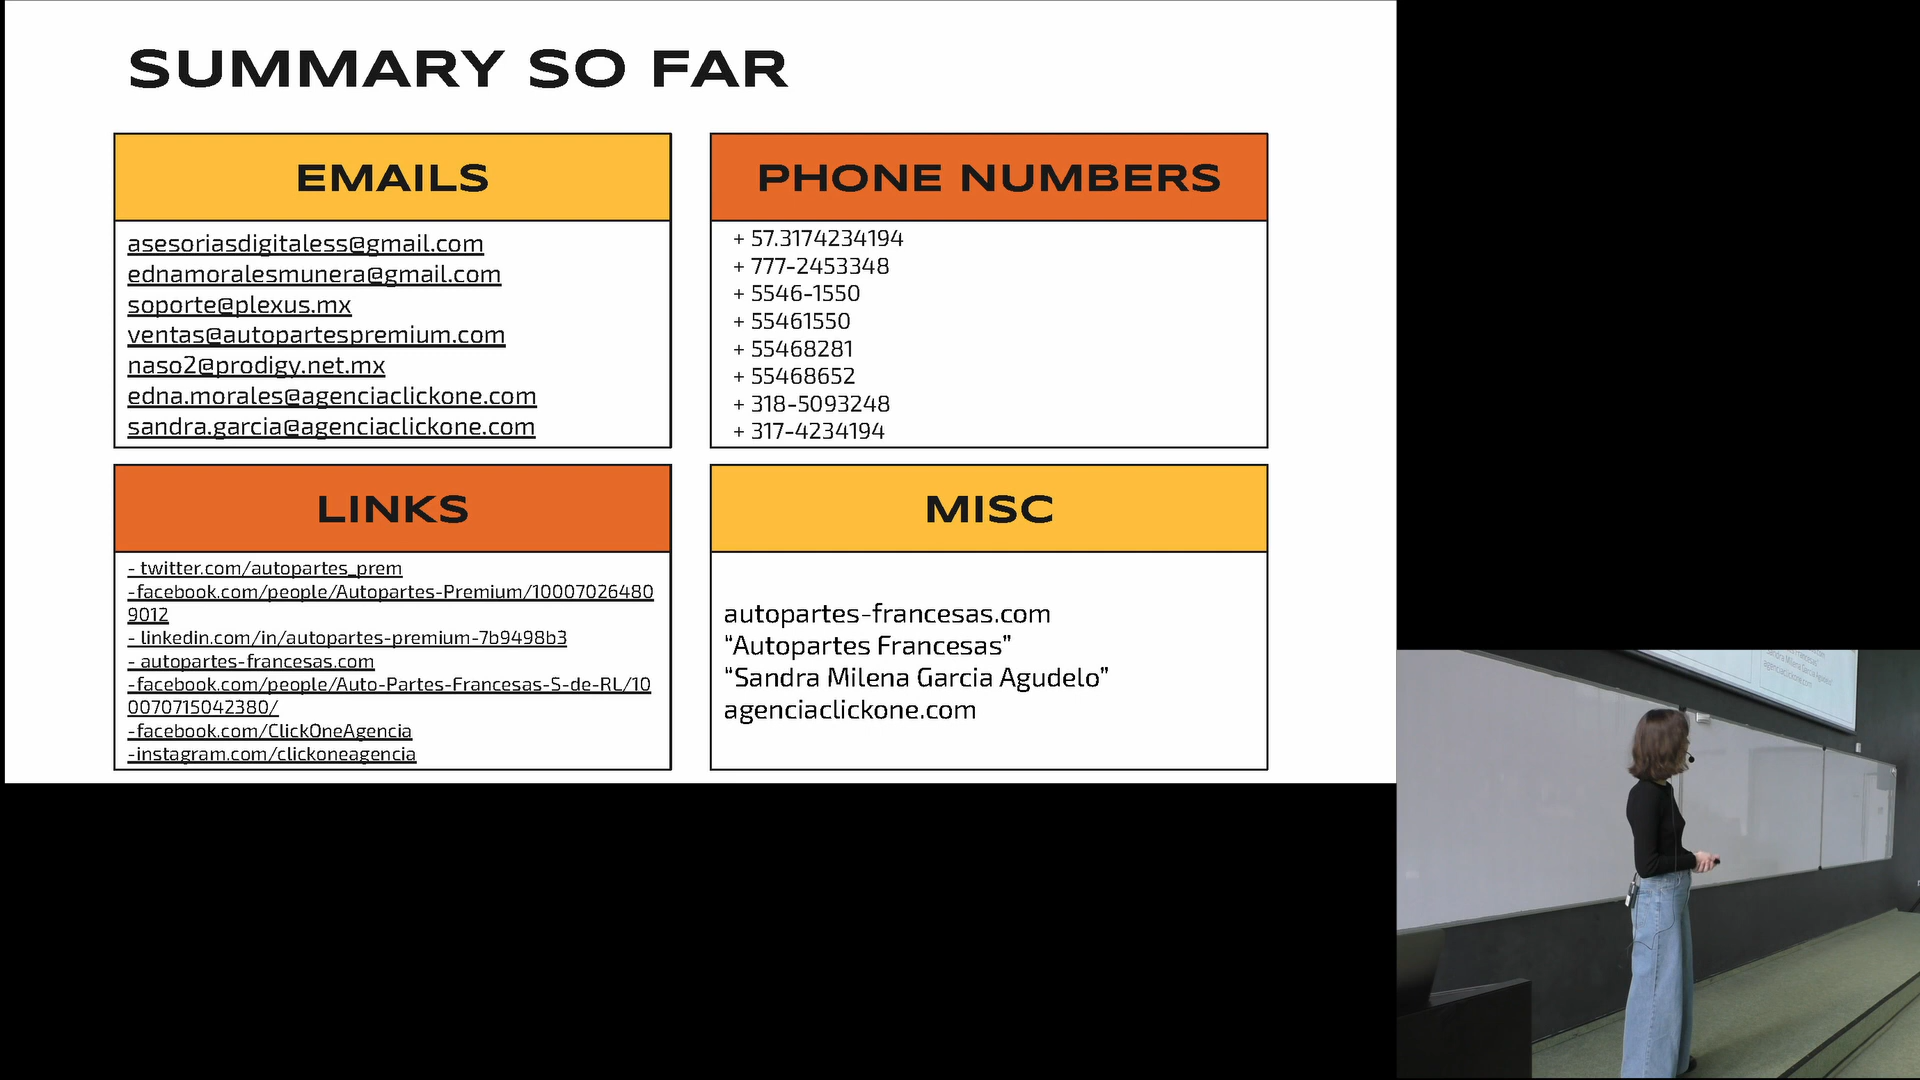 SUMMARY SO FAR
EMAILS
asesoriasdigitaless@gmail.com
ednamoralesmunera@gmail.com
soporte@plexus.mx
ventas@autopartespremium.com
naso2@prodigy.net.mx
edna.morales@agenciaclickone.com
sandra.garcia@agenciaclickone.com
PHONE NUMBERS
+ 57.3174234194
+ 777-2453348
+ 5546-1550
+ 55461550
+ 55468281
+ 55468652
+ 318-5093248
+ 317-4234194
LINKS
- twitter.com/autopartes_prem
-facebook.com/people/Autopartes-Premium/10007026480
9012
- linkedin.com/in/autopartes-premium-7b9498b3
- autopartes-francesas.com
-facebook.com/people/Auto-Partes-Francesas-S-de-RL/10
0070715042380/
-facebook.com/ClickOneAgencia
-instagram.com/clickoneagencia
MISC
autopartes-francesas.com
“Autopartes Francesas”
“Sandra Milena Garcia Agudelo”
agenciaclickone.com